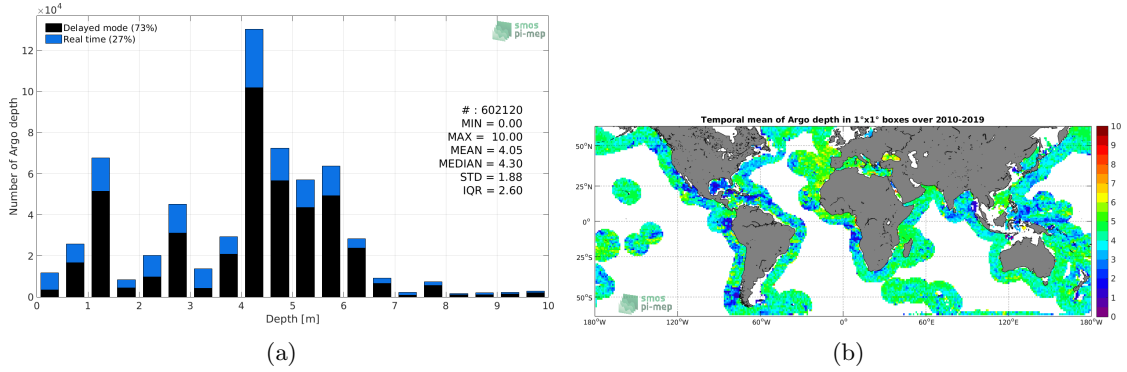 ×10⁴
Delayed mode (73%)
Real time (27%)
smos
pi-mep
# : 602120
MIN = 0.00
MAX = 10.00
MEAN = 4.05
MEDIAN = 4.30
STD = 1.88
IQR = 2.60
Number of Argo depth
12
10
8
6
4
2
0
1 2 3 4 5 6 7 8 9 10
Depth [m]
(a)
Temporal mean of Argo depth in 1°x1° boxes over 2010-2019
50°N
25°N
0°
25°S
50°S
smos
pi-mep
180°W 120°W 60°W 0° 60°E 120°E 180°W
10
9
8
7
6
5
4
3
2
1
0
(b)